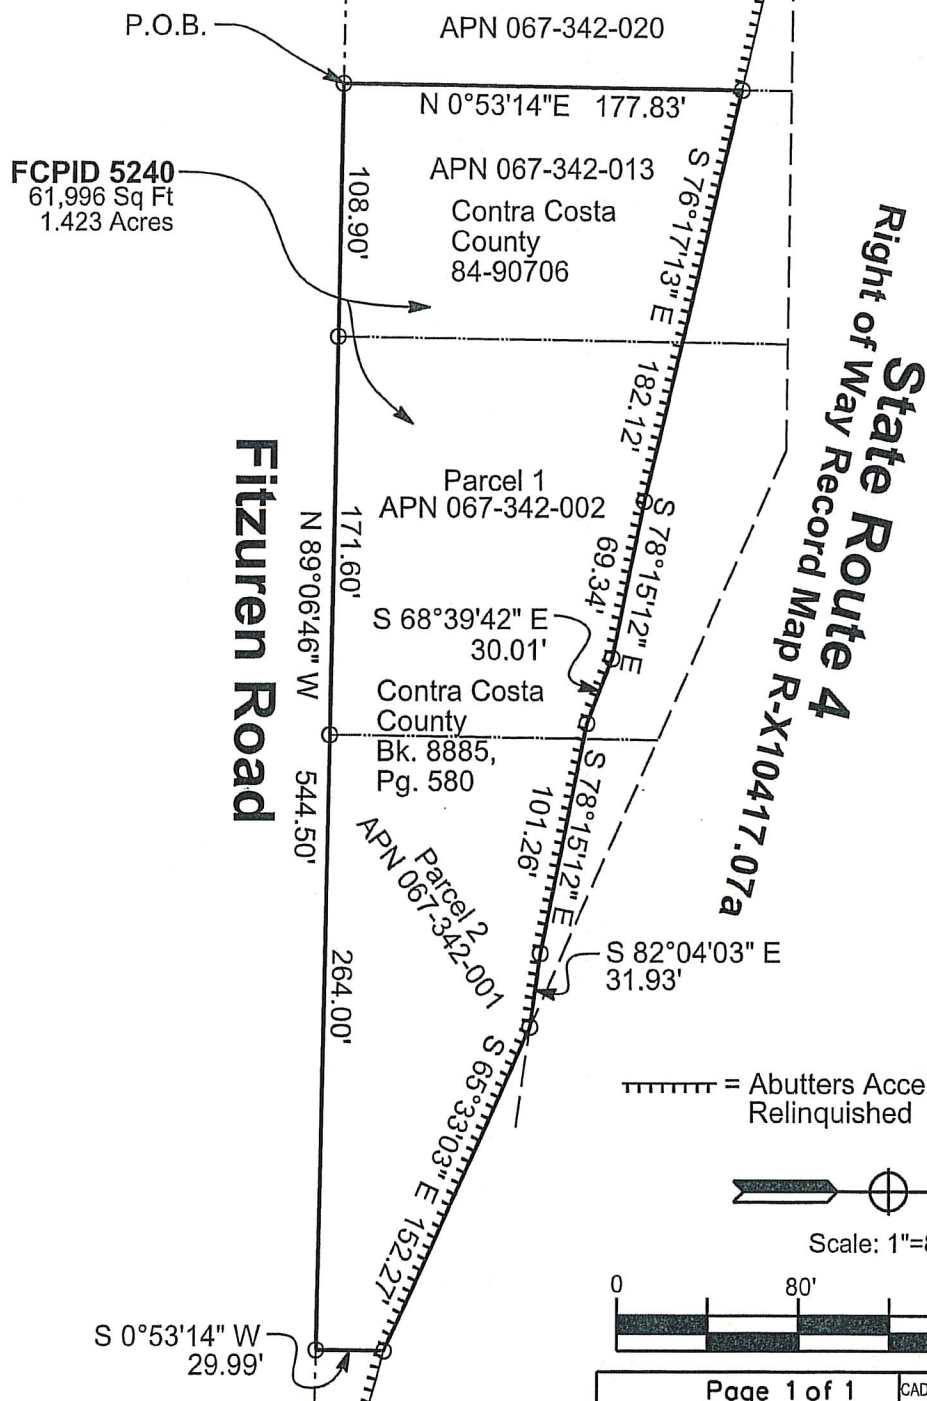 APN 067-342-020
P.O.B.
N 0°53'14"E 177.83'
FCPID 5240
61,996 Sq Ft
1.423 Acres
108.90'
APN 067-342-013
Contra Costa
County
84-90706
S 76°17'13" E
182.12'
State Route 4
Right of Way Record Map R-X10417.07a
Parcel 1
APN 067-342-002
Fitzuren Road
171.60'
N 89°06'46" W
544.50'
S 78°15'12" E
69.34'
S 68°39'42" E
30.01'
Contra Costa
County
Bk. 8885,
Pg. 580
S 78°15'12" E
101.26'
Parcel 2
APN 067-342-001
S 82°04'03" E
31.93'
264.00'
S 65°33'03" E 152.27'
= Abutters Acce
Relinquished
Scale: 1"=8
0 80'
S 0°53'14" W
29.99'
Page 1 of 1
CAD